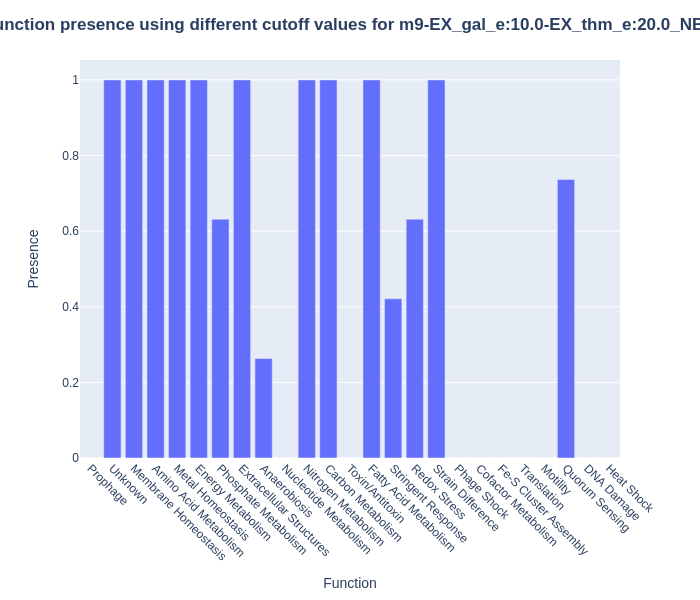 unction presence using different cutoff values for m9-EX_gal_e:10.0-EX_thm_e:20.0_NE
Presence
1
0.8
0.6
0.4
0.2
0
Prophage
Unknown
Membrane Homeostasis
Amino Acid Metabolism
Metal Homeostasis
Energy Metabolism
Phosphate Metabolism
Extracellular Structures
Anaerobiosis
Nucleotide Metabolism
Nitrogen Metabolism
Carbon Metabolism
Toxin/Antitoxin
Fatty Acid Metabolism
Stringent Response
Redox Stress
Strain Difference
Phage Shock
Cofactor Metabolism
Fe-S Cluster Assembly
Translation
Motility
Quorum Sensing
DNA Damage
Heat Shock
Function